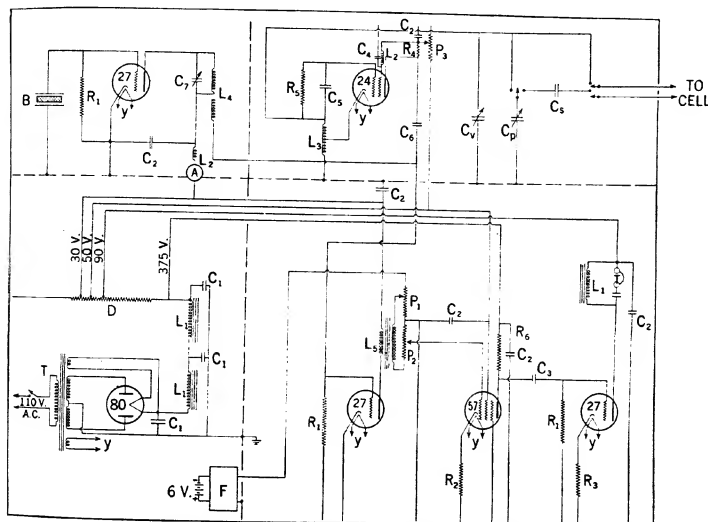 B
R₁
27
y
C₂
C₇
L₄
L₂
A
R₅
C₅
L₃
24
y
C₄
L₂
C₂
R₄
P₃
C₆
Cᵥ
Cₚ
Cₛ
TO
CELL
C₂
30 V.
50 V.
90 V.
375 V.
D
C₁
L₁
C₁
L₁
T
110 V.
A.C.
80
C₁
y
6 V.
F
R₁
27
y
L₅
P₁
P₂
C₂
57
y
R₂
R₆
C₂
C₃
R₁
27
y
R₃
L₁
T
C₂